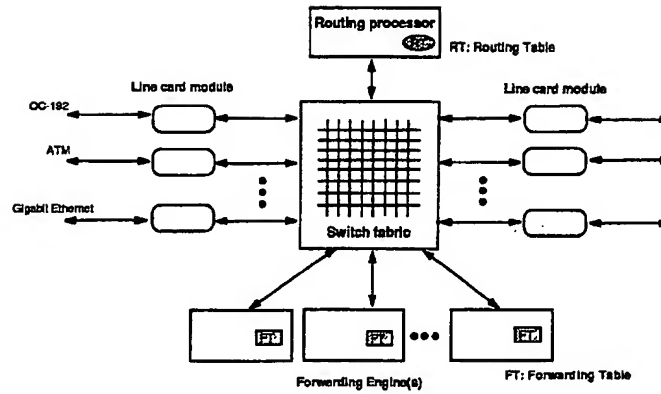 Routing processor
RT: Routing Table
Line card module
Line card module
OC-192
ATM
Gigabit Ethernet
Switch fabric
FT
FT
FT
Forwarding Engine(s)
FT: Forwarding Table